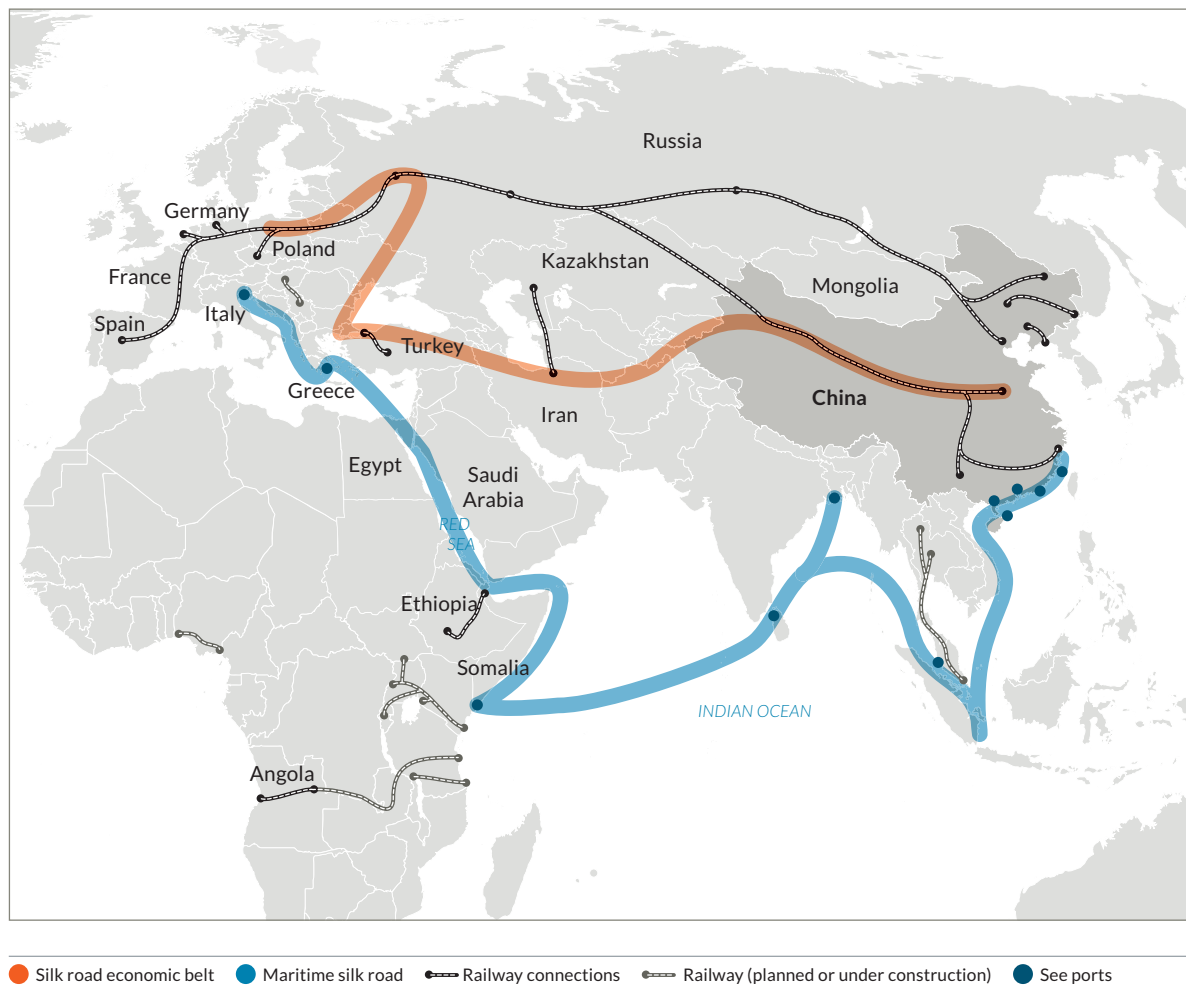 Russia
Germany
Poland
Kazakhstan
France
Mongolia
Italy
Spain
Turkey
Greece
China
Iran
Egypt
Saudi
Arabia
RED
SEA
Ethiopia
Somalia
INDIAN OCEAN
Angola
Silk road economic belt
Maritime silk road
Railway connections
Railway (planned or under construction)
See ports